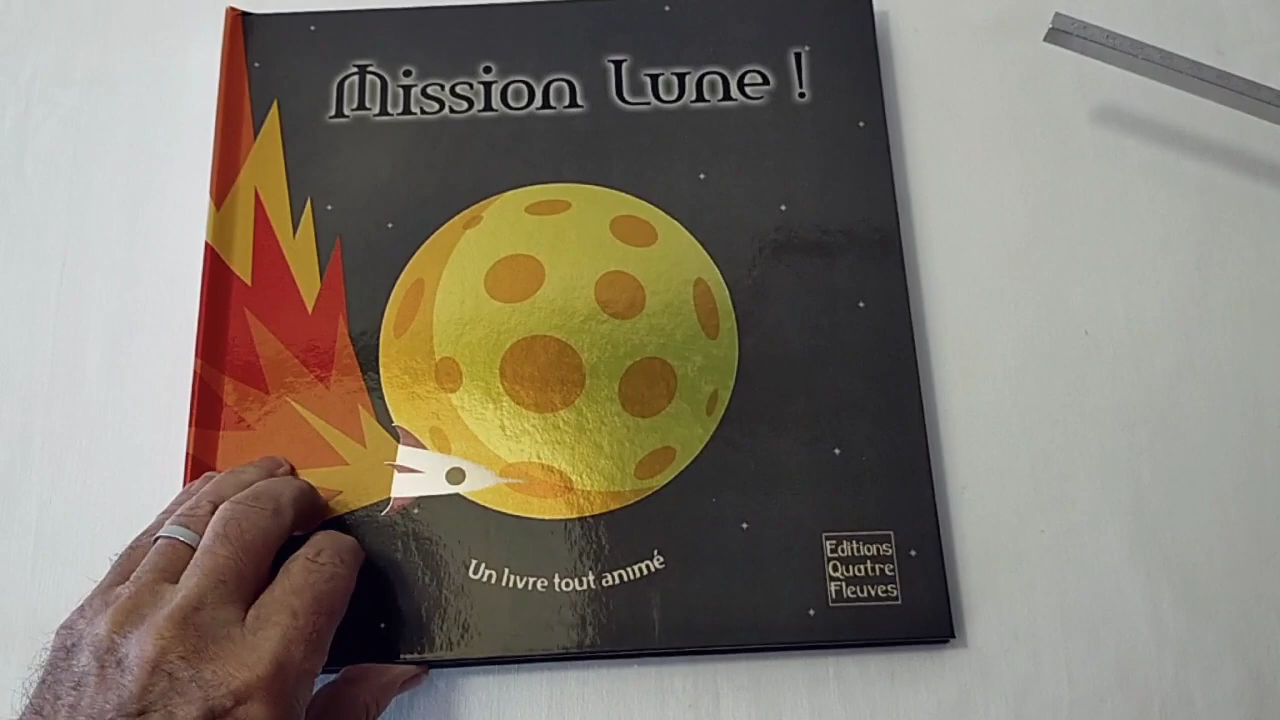 Mission Lune !
Un livre tout animé
Editions
Quatre
Fleuves